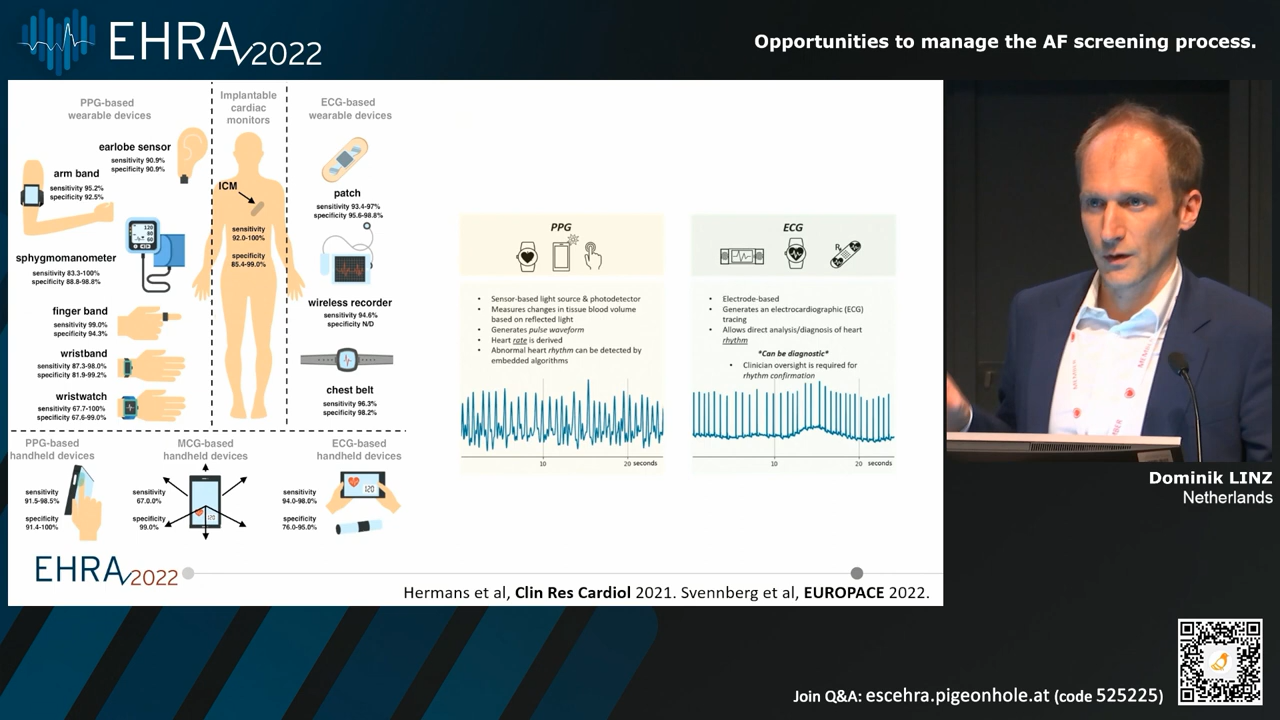 EHRA 2022
Opportunities to manage the AF screening process.
PPG-based
wearable devices
Implantable
cardiac
monitors
ECG-based
wearable devices
earlobe sensor
sensitivity 90.9%
specificity 90.9%
arm band
sensitivity 95.2%
specificity 92.5%
sphygmomanometer
sensitivity 83.3-100%
specificity 88.8-98.8%
120
80
60
finger band
sensitivity 99.0%
specificity 94.3%
wristband
sensitivity 87.3-98.0%
specificity 81.9-99.2%
wristwatch
sensitivity 67.7-100%
specificity 67.6-99.0%
ICM
sensitivity
92.0-100%
specificity
85.4-99.0%
patch
sensitivity 93.4-97%
specificity 95.6-98.8%
wireless recorder
sensitivity 94.6%
specificity N/D
chest belt
sensitivity 96.3%
specificity 98.2%
PPG-based
handheld devices
sensitivity
91.5-98.5%
specificity
91.4-100%
MCG-based
handheld devices
sensitivity
67.0.0%
specificity
99.0%
120
ECG-based
handheld devices
sensitivity
94.0-98.0%
specificity
76.0-95.0%
120
PPG
• Sensor-based light source & photodetector
• Measures changes in tissue blood volume
based on reflected light
• Generates pulse waveform
• Heart rate is derived
• Abnormal heart rhythm can be detected by
embedded algorithms
10 20 seconds
ECG
• Electrode-based
• Generates an electrocardiographic (ECG)
tracing
• Allows direct analysis/diagnosis of heart
rhythm
*Can be diagnostic*
• Clinician oversight is required for
rhythm confirmation
10 20 seconds
EHRA 2022
Hermans et al, Clin Res Cardiol 2021. Svennberg et al, EUROPACE 2022.
Dominik LINZ
Netherlands
Join Q&A: escehra.pigeonhole.at (code 525225)